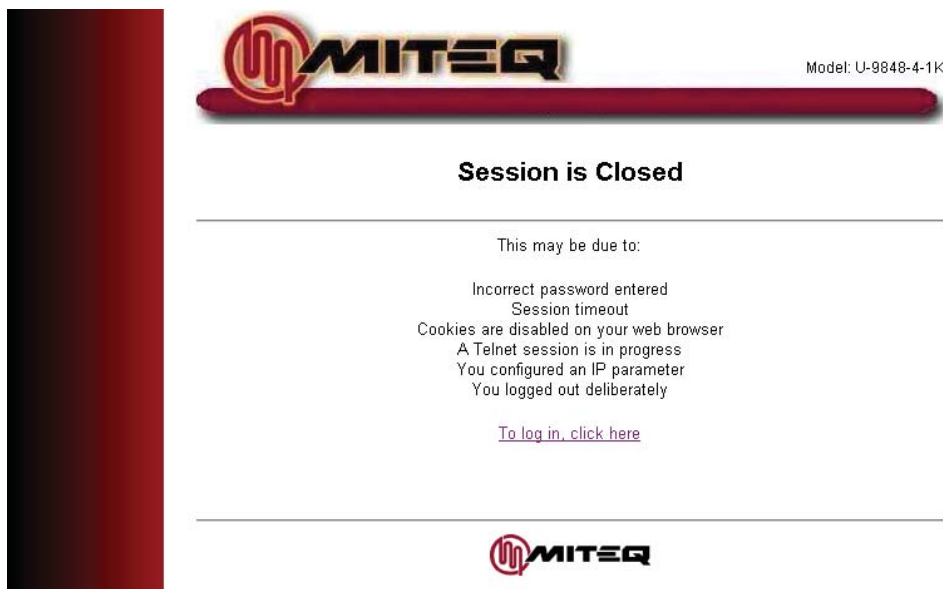 MITEQ
Model: U-9848-4-1K
Session is Closed
This may be due to:
Incorrect password entered
Session timeout
Cookies are disabled on your web browser
A Telnet session is in progress
You configured an IP parameter
You logged out deliberately
To log in, click here
MITEQ